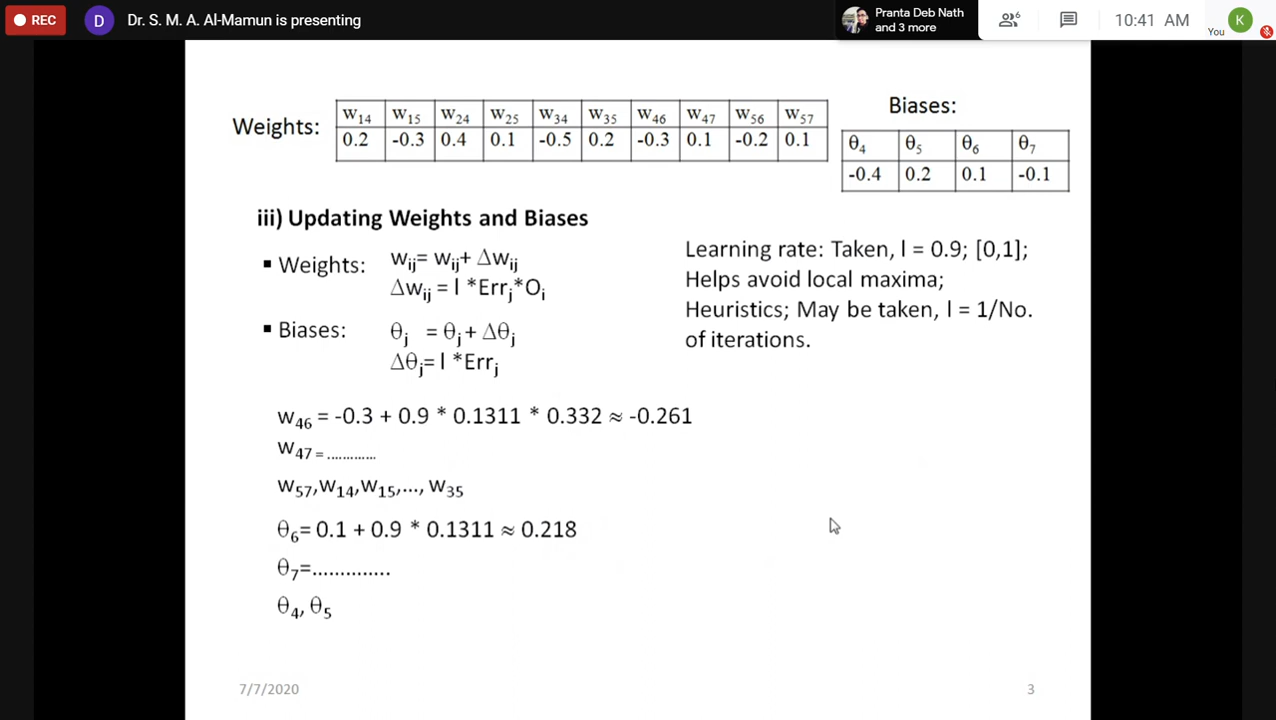 REC
D
Dr. S. M. A. Al-Mamun is presenting
Pranta Deb Nath
and 3 more
6
10:41 AM
You
K
Weights:
w14 w15 w24 w25 w34 w35 w46 w47 w56 w57
0.2 -0.3 0.4 0.1 -0.5 0.2 -0.3 0.1 -0.2 0.1
Biases:
θ4 θ5 θ6 θ7
-0.4 0.2 0.1 -0.1
iii) Updating Weights and Biases
▪ Weights: wij= wij+ Δwij
Δwij = l *Errj*Oi
▪ Biases: θj = θj + Δθj
Δθj= l *Errj
Learning rate: Taken, l = 0.9; [0,1];
Helps avoid local maxima;
Heuristics; May be taken, l = 1/No.
of iterations.
w46 = -0.3 + 0.9 * 0.1311 * 0.332 ≈ -0.261
w47 = ............
w57,w14,w15,..., w35
θ6= 0.1 + 0.9 * 0.1311 ≈ 0.218
θ7=..............
θ4, θ5
7/7/2020
3